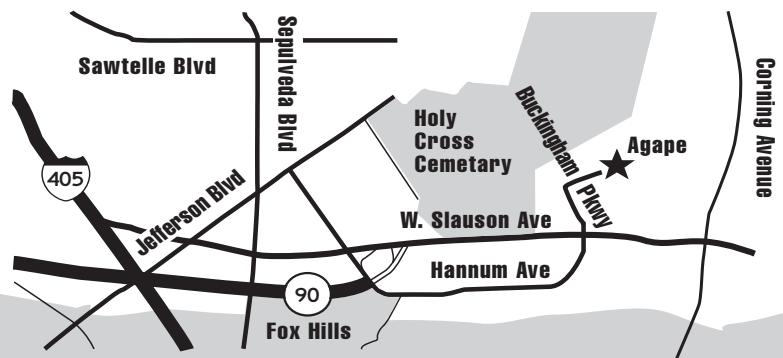 Sawtelle Blvd
Sepulveda Blvd
Holy
Cross
Cemetery
Buckingham
Pkwy
Agape
Corning Avenue
405
Jefferson Blvd
W. Slauson Ave
Hannum Ave
90
Fox Hills